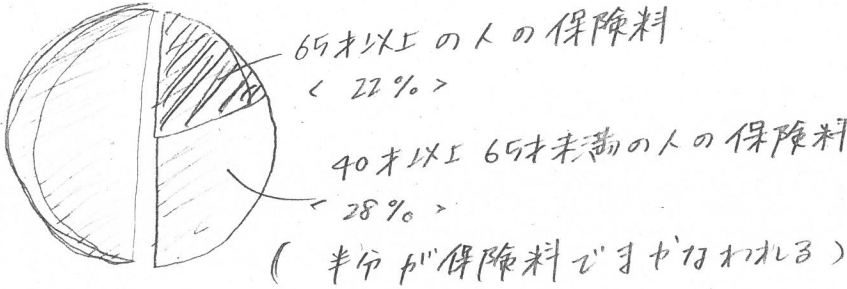 65才以上の人の保険料
< 22% >
40才以上65才未満の人の保険料
< 28% >
( 半分が保険料でまかなわれる )